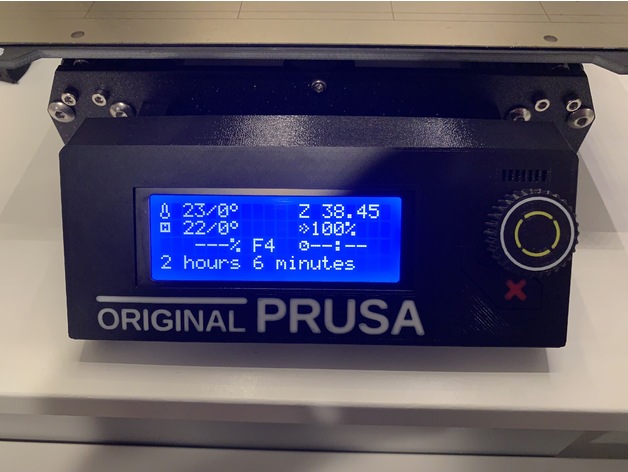 23/0° Z 38.45
22/0° 100%
---% F4 --:--
2 hours 6 minutes
ORIGINAL PRUSA